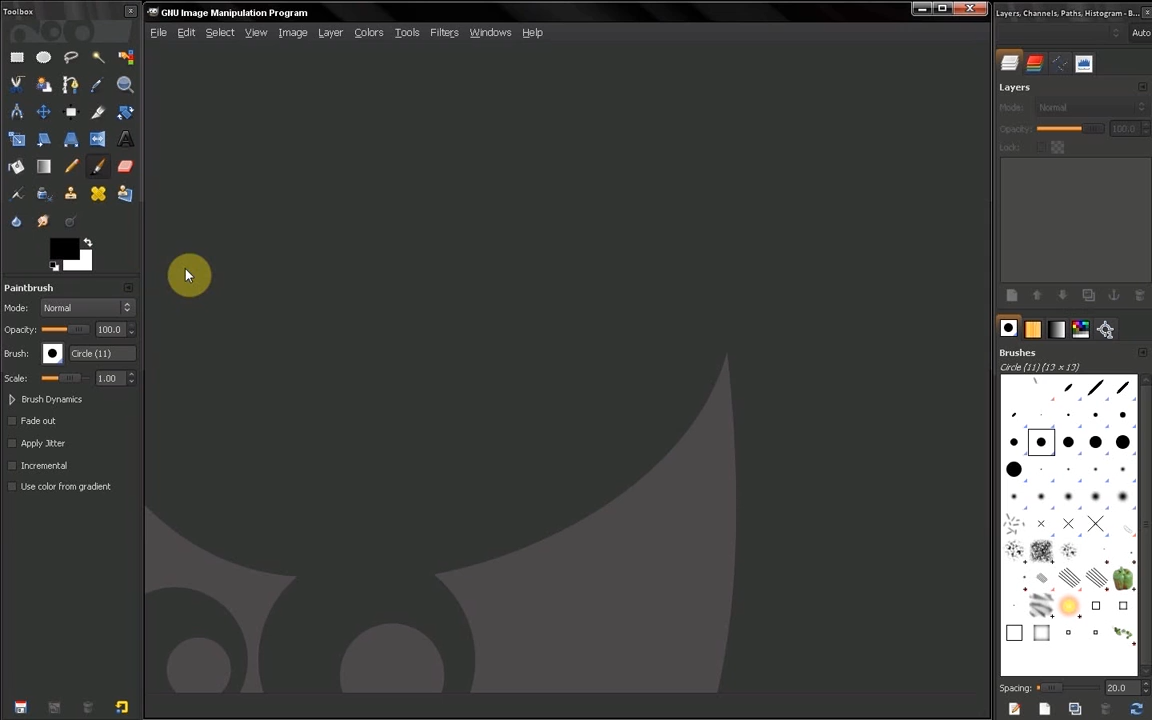 Toolbox
GNU Image Manipulation Program
Layers, Channels, Paths, Histogram - B...
File Edit Select View Image Layer Colors Tools Filters Windows Help
Auto
Layers
Mode: Normal
Opacity: 100.0
Lock:
Paintbrush
Mode: Normal
Opacity: 100.0
Brush: Circle (11)
Scale: 1.00
Brush Dynamics
Fade out
Apply Jitter
Incremental
Use color from gradient
Brushes
Circle (11) (13 × 13)
Spacing: 20.0